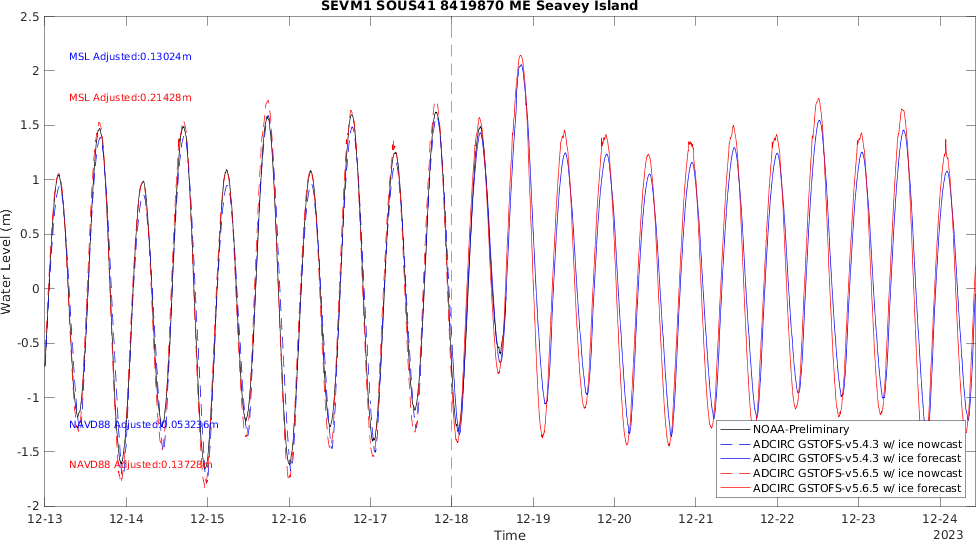 SEVM1 SOUS41 8419870 ME Seavey Island
2.5
2
1.5
1
0.5
0
-0.5
-1
-1.5
-2
Water Level (m)
MSL Adjusted:0.13024m
MSL Adjusted:0.21428m
NAVD88 Adjusted:0.053236m
NAVD88 Adjusted:0.13728m
NOAA-Preliminary
ADCIRC GSTOFS-v5.4.3 w/ ice nowcast
ADCIRC GSTOFS-v5.4.3 w/ ice forecast
ADCIRC GSTOFS-v5.6.5 w/ ice nowcast
ADCIRC GSTOFS-v5.6.5 w/ ice forecast
12-13 12-14 12-15 12-16 12-17 12-18 12-19 12-20 12-21 12-22 12-23 12-24
Time
2023